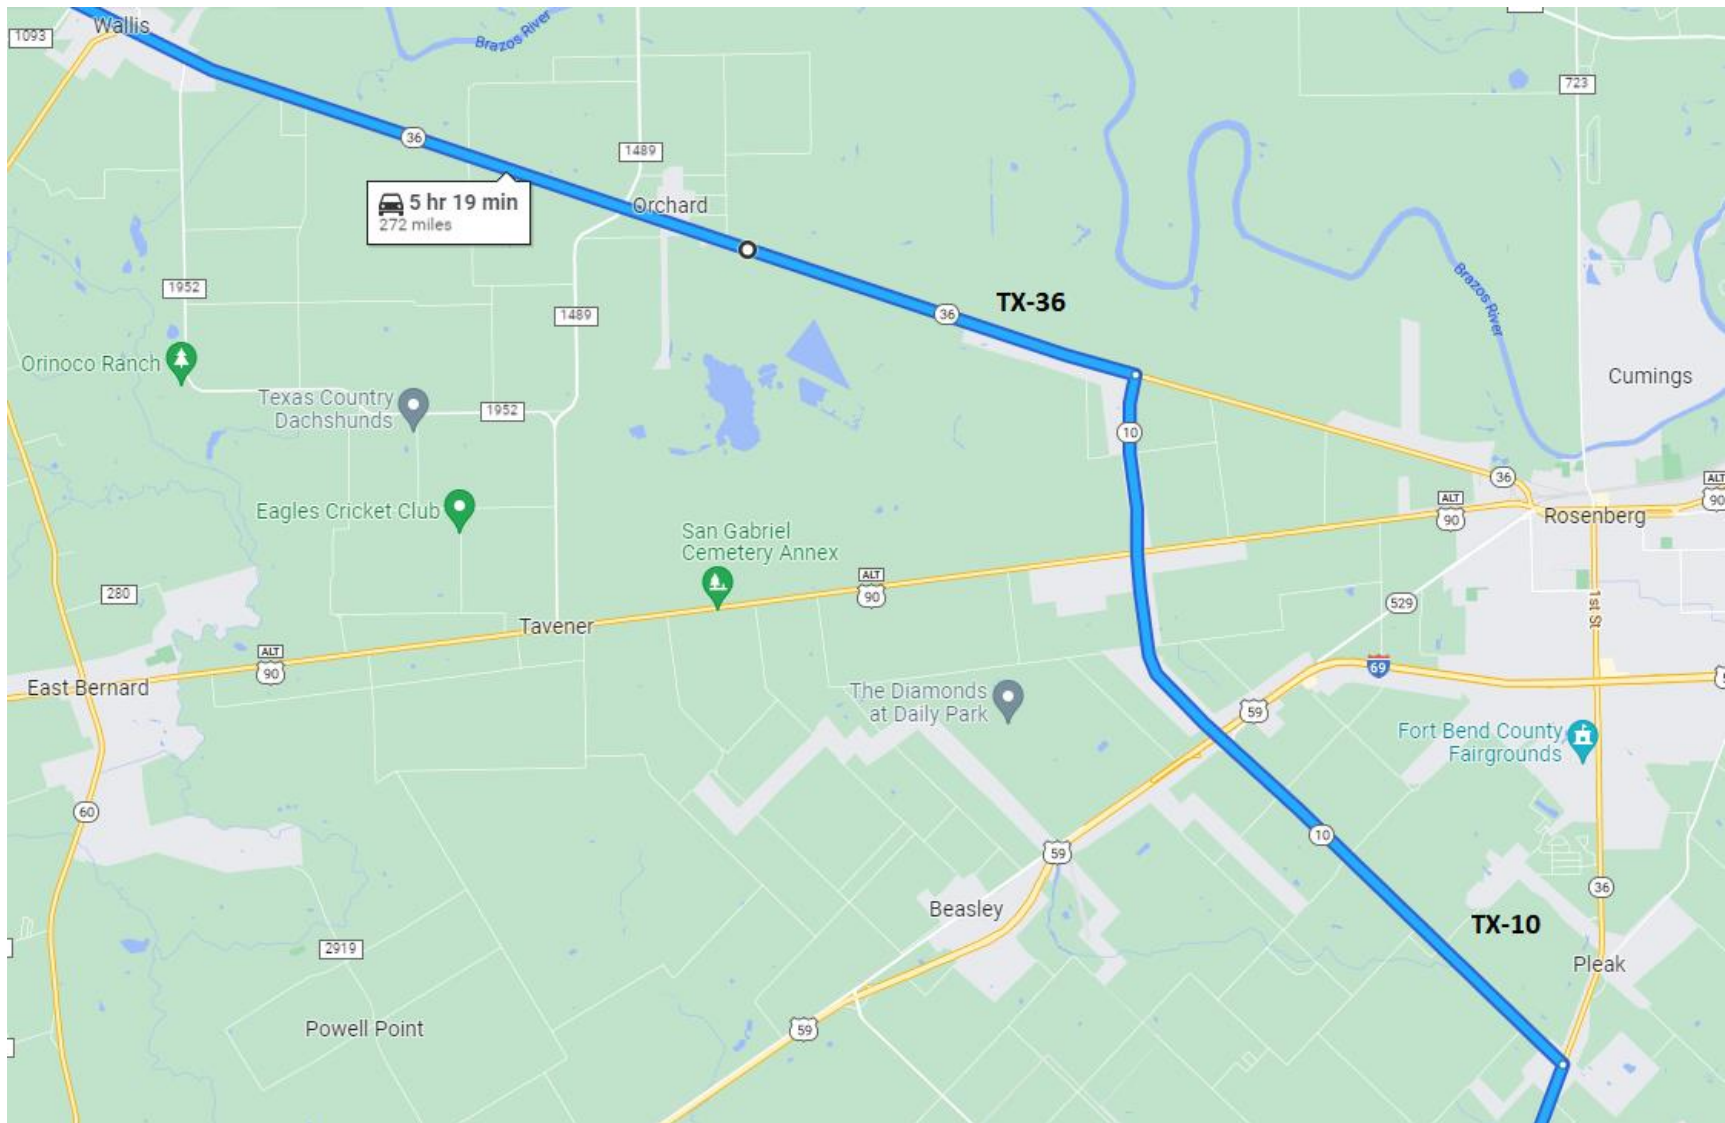 Wallis
1093
Brazos River
723
36
1489
5 hr 19 min
272 miles
Orchard
1952
TX-36
36
Brazos River
1489
Orinoco Ranch
Cumings
Texas Country
Dachshunds
1952
10
36
ALT
90
ALT
90
Eagles Cricket Club
Rosenberg
San Gabriel
Cemetery Annex
ALT
90
280
529
1st St
Tavener
ALT
90
69
East Bernard
The Diamonds
at Daily Park
59
Fort Bend County
Fairgrounds
60
10
59
36
Beasley
TX-10
2919
Pleak
Powell Point
59